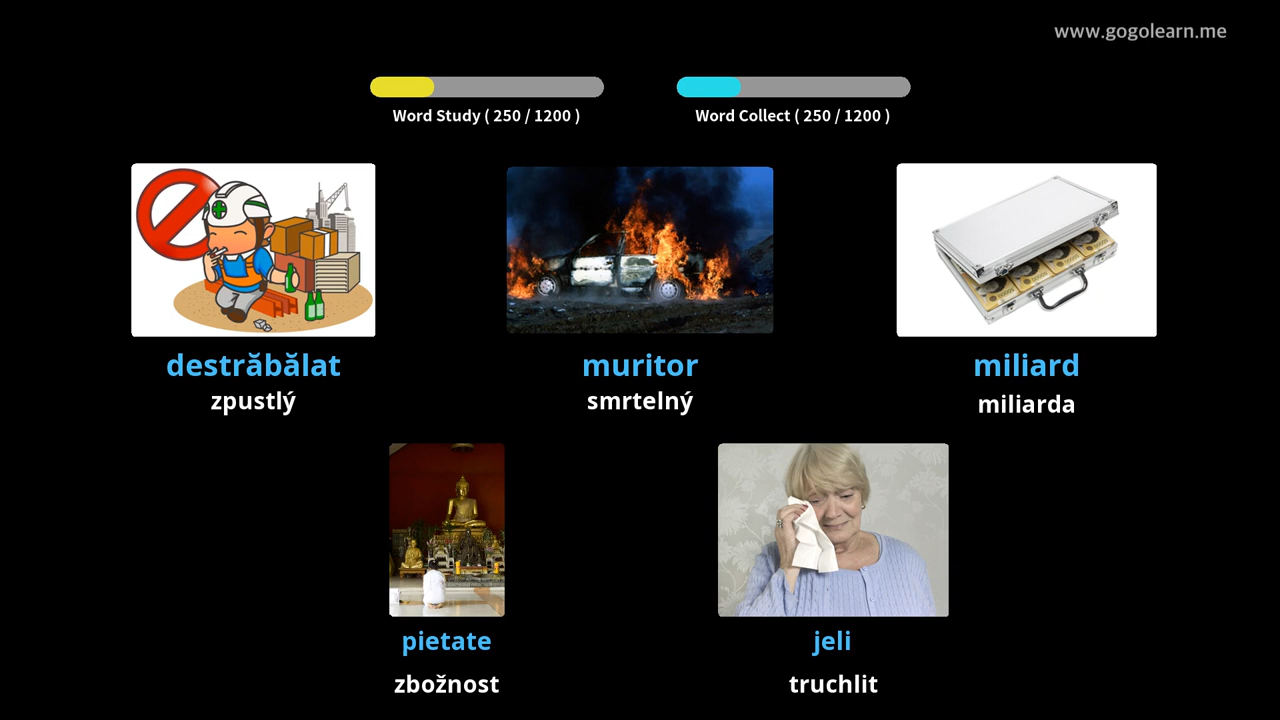 www.gogolearn.me
Word Study ( 250 / 1200 )
Word Collect ( 250 / 1200 )
destrăbălat
zpustlý
muritor
smrtelný
miliard
miliarda
pietate
zbožnost
jeli
truchlit